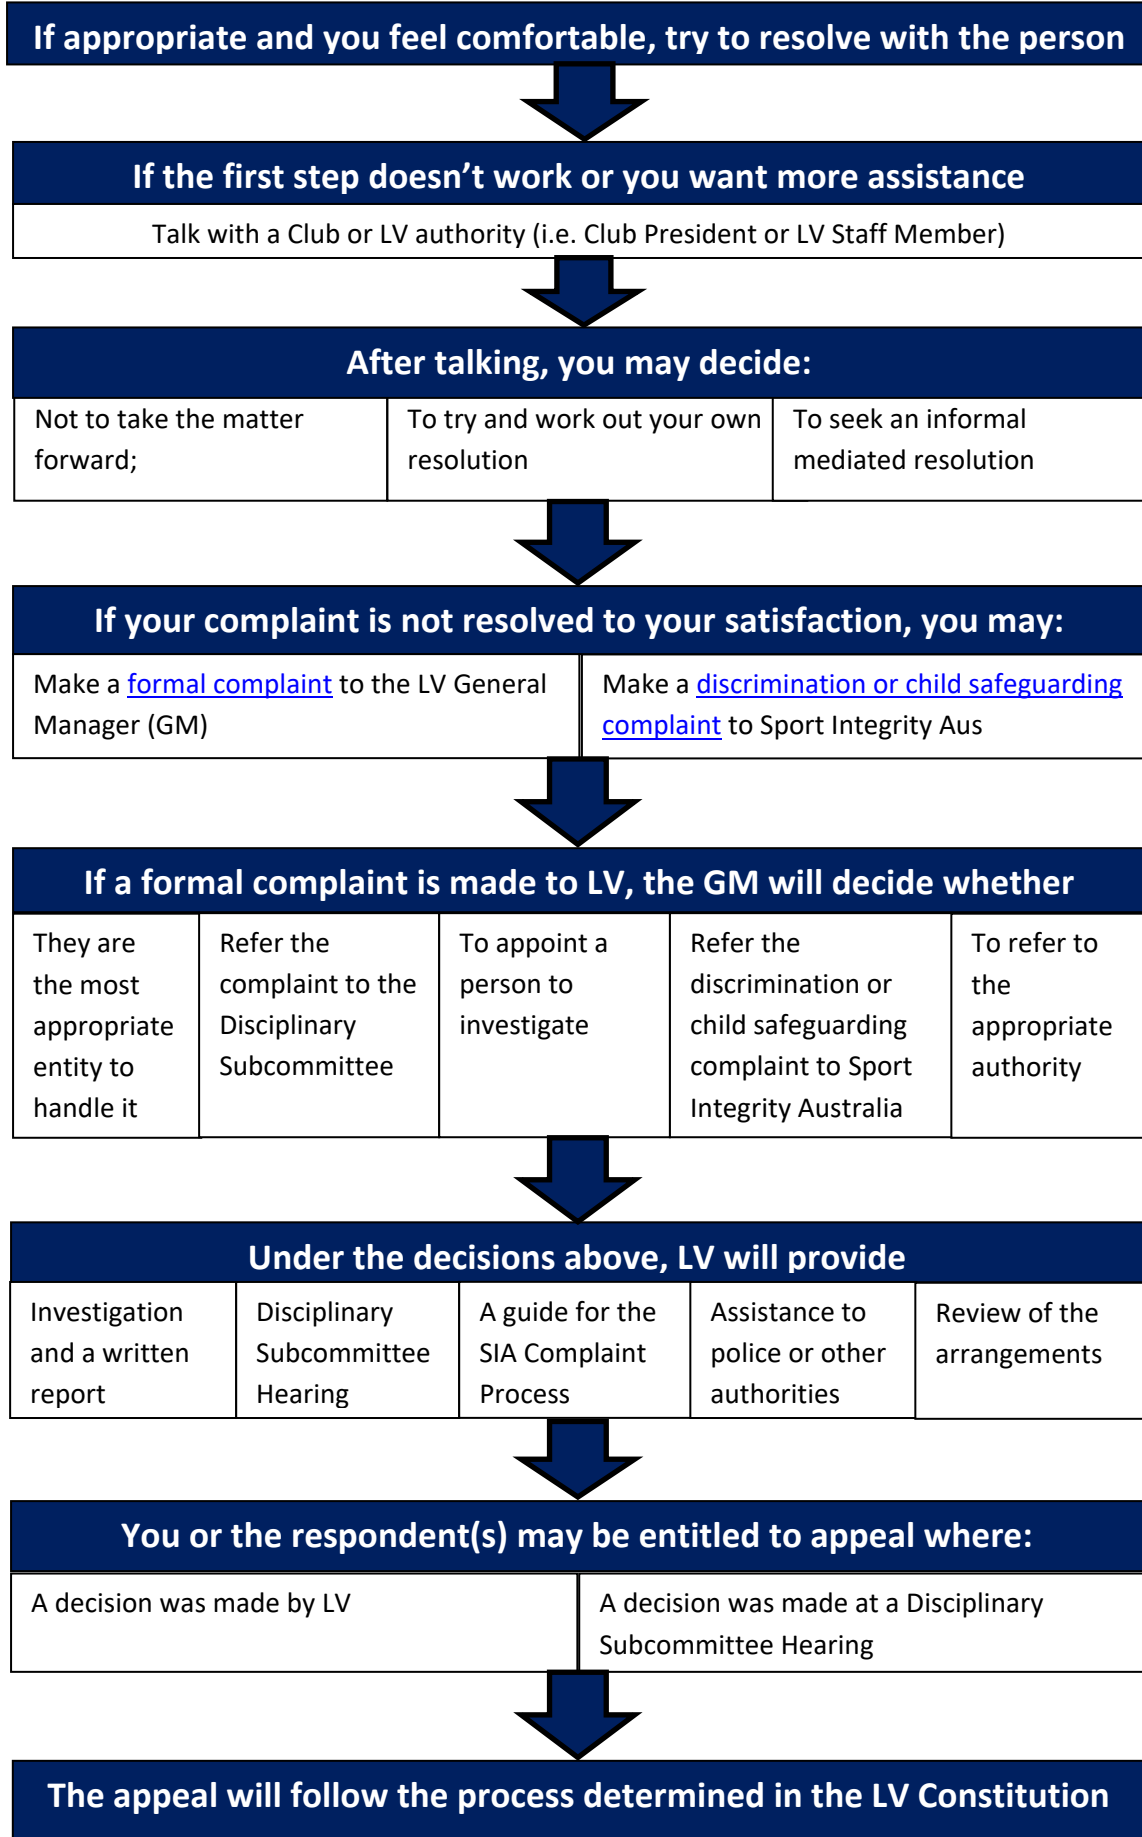 If appropriate and you feel comfortable, try to resolve with the person
If the first step doesn’t work or you want more assistance
Talk with a Club or LV authority (i.e. Club President or LV Staff Member)
After talking, you may decide:
Not to take the matter
forward;
To try and work out your own
resolution
To seek an informal
mediated resolution
If your complaint is not resolved to your satisfaction, you may:
Make a formal complaint to the LV General
Manager (GM)
Make a discrimination or child safeguarding
complaint to Sport Integrity Aus
If a formal complaint is made to LV, the GM will decide whether
They are
the most
appropriate
entity to
handle it
Refer the
complaint to the
Disciplinary
Subcommittee
To appoint a
person to
investigate
Refer the
discrimination or
child safeguarding
complaint to Sport
Integrity Australia
To refer to
the
appropriate
authority
Under the decisions above, LV will provide
Investigation
and a written
report
Disciplinary
Subcommittee
Hearing
A guide for the
SIA Complaint
Process
Assistance to
police or other
authorities
Review of the
arrangements
You or the respondent(s) may be entitled to appeal where:
A decision was made by LV
A decision was made at a Disciplinary
Subcommittee Hearing
The appeal will follow the process determined in the LV Constitution